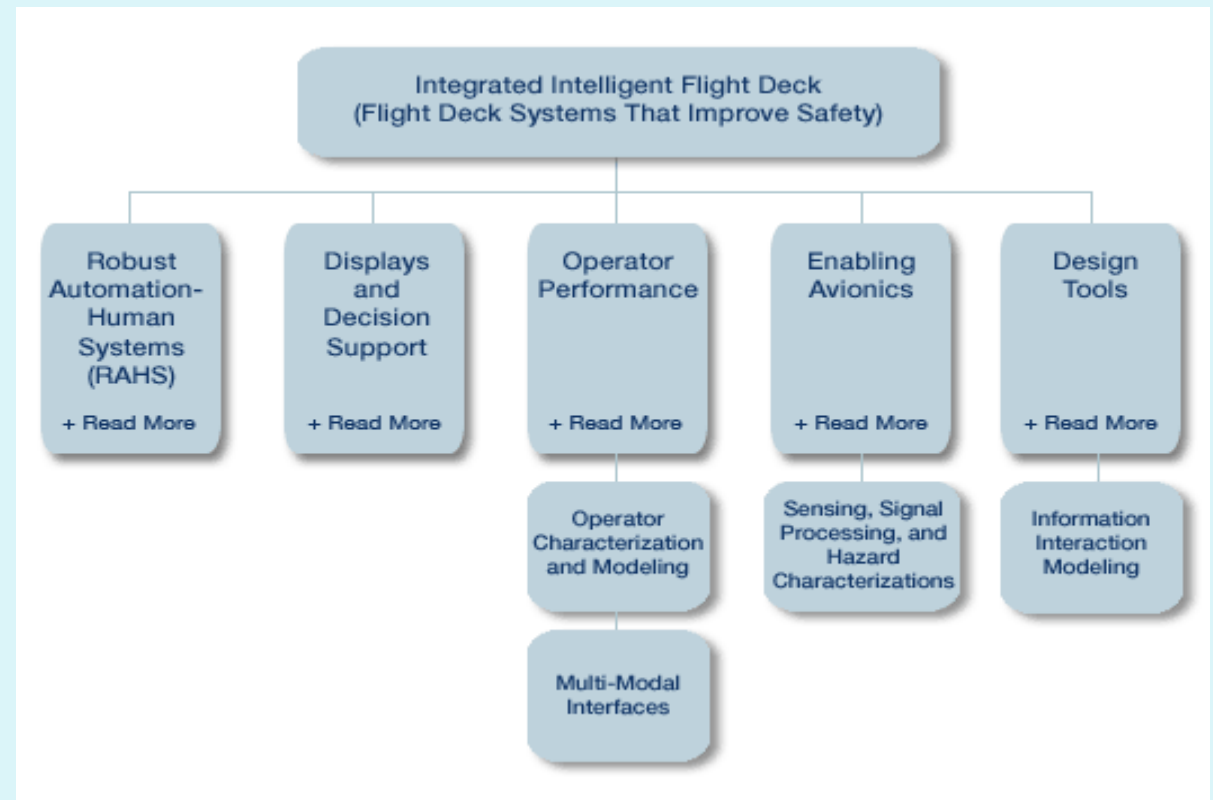 Integrated Intelligent Flight Deck
(Flight Deck Systems That Improve Safety)
Robust
Automation-
Human
Systems
(RAHS)
+ Read More
Displays
and
Decision
Support
+ Read More
Operator
Performance
+ Read More
Enabling
Avionics
+ Read More
Design
Tools
+ Read More
Operator
Characterization
and Modeling
Sensing, Signal
Processing, and
Hazard
Characterizations
Information
Interaction
Modeling
Multi-Modal
Interfaces